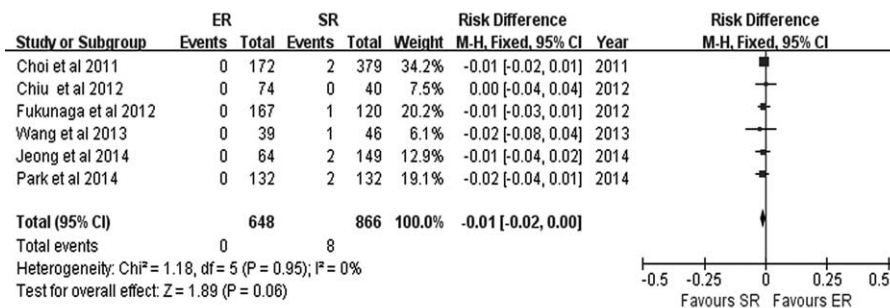 ER SR Risk Difference Risk Difference
Study or Subgroup Events Total Events Total Weight M-H, Fixed, 95% CI Year M-H, Fixed, 95% CI
Choi et al 2011 0 172 2 379 34.2% -0.01 [-0.02, 0.01] 2011
Chiu et al 2012 0 74 0 40 7.5% 0.00 [-0.04, 0.04] 2012
Fukunaga et al 2012 0 167 1 120 20.2% -0.01 [-0.03, 0.01] 2012
Wang et al 2013 0 39 1 46 6.1% -0.02 [-0.08, 0.04] 2013
Jeong et al 2014 0 64 2 149 12.9% -0.01 [-0.04, 0.02] 2014
Park et al 2014 0 132 2 132 19.1% -0.02 [-0.04, 0.01] 2014
Total (95% CI) 648 866 100.0% -0.01 [-0.02, 0.00]
Total events 0 8
Heterogeneity: Chi² = 1.18, df = 5 (P = 0.95); I² = 0%
Test for overall effect: Z = 1.89 (P = 0.06)
-0.5 -0.25 0 0.25 0.5
Favours SR Favours ER